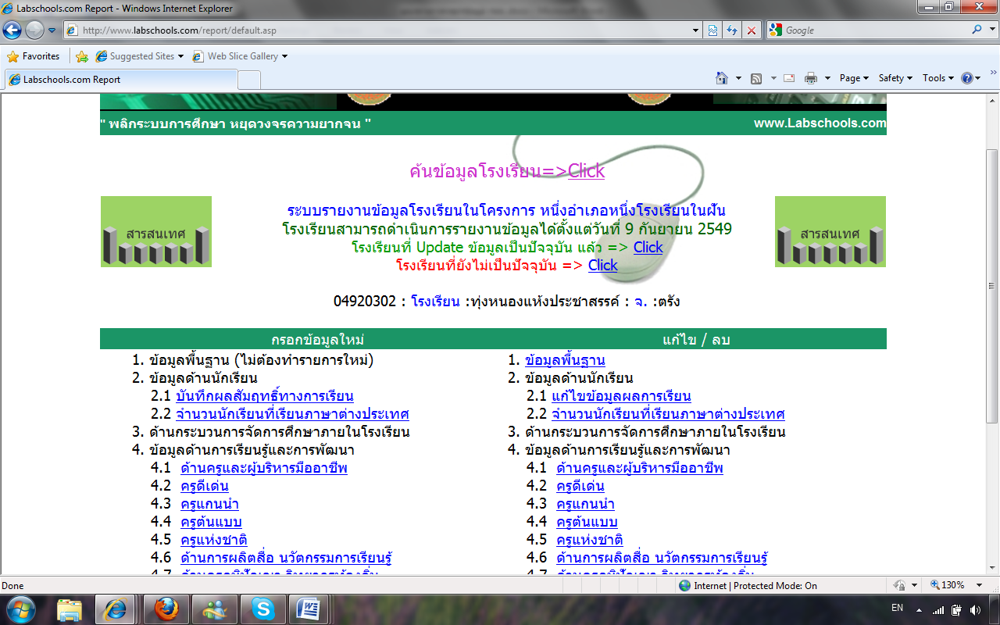 Labschools.com Report - Windows Internet Explorer
http://www.labschools.com/report/default.asp
Google
Favorites
Suggested Sites
Web Slice Gallery
Labschools.com Report
Page
Safety
Tools
" พลิกระบบการศึกษา หยุดวงจรความยากจน "
www.Labschools.com
ค้นข้อมูลโรงเรียน=>Click
สารสนเทศ
สารสนเทศ
ระบบรายงานข้อมูลโรงเรียนในโครงการ หนึ่งอำเภอหนึ่งโรงเรียนในฝัน
โรงเรียนสามารถดำเนินการรายงานข้อมูลได้ตั้งแต่วันที่ 9 กันยายน 2549
โรงเรียนที่ Update ข้อมูลเป็นปัจจุบัน แล้ว => Click
โรงเรียนที่ยังไม่เป็นปัจจุบัน => Click
04920302 : โรงเรียน :ทุ่งหนองแห้งประชาสรรค์ : จ. :ตรัง
กรอกข้อมูลใหม่
1. ข้อมูลพื้นฐาน (ไม่ต้องทำรายการใหม่)
2. ข้อมูลด้านนักเรียน
2.1 บันทึกผลสัมฤทธิ์ทางการเรียน
2.2 จำนวนนักเรียนที่เรียนภาษาต่างประเทศ
3. ด้านกระบวนการจัดการศึกษาภายในโรงเรียน
4. ข้อมูลด้านการเรียนรู้และการพัฒนา
4.1 ด้านครูและผู้บริหารมืออาชีพ
4.2 ครูดีเด่น
4.3 ครูแกนนำ
4.4 ครูต้นแบบ
4.5 ครูแห่งชาติ
4.6 ด้านการผลิตสื่อ นวัตกรรมการเรียนรู้
4.7
แก้ไข / ลบ
1. ข้อมูลพื้นฐาน
2. ข้อมูลด้านนักเรียน
2.1 แก้ไขข้อมูลผลการเรียน
2.2 จำนวนนักเรียนที่เรียนภาษาต่างประเทศ
3. ด้านกระบวนการจัดการศึกษาภายในโรงเรียน
4. ข้อมูลด้านการเรียนรู้และการพัฒนา
4.1 ด้านครูและผู้บริหารมืออาชีพ
4.2 ครูดีเด่น
4.3 ครูแกนนำ
4.4 ครูต้นแบบ
4.5 ครูแห่งชาติ
4.6 ด้านการผลิตสื่อ นวัตกรรมการเรียนรู้
4.7
Done
Internet | Protected Mode: On
130%
EN